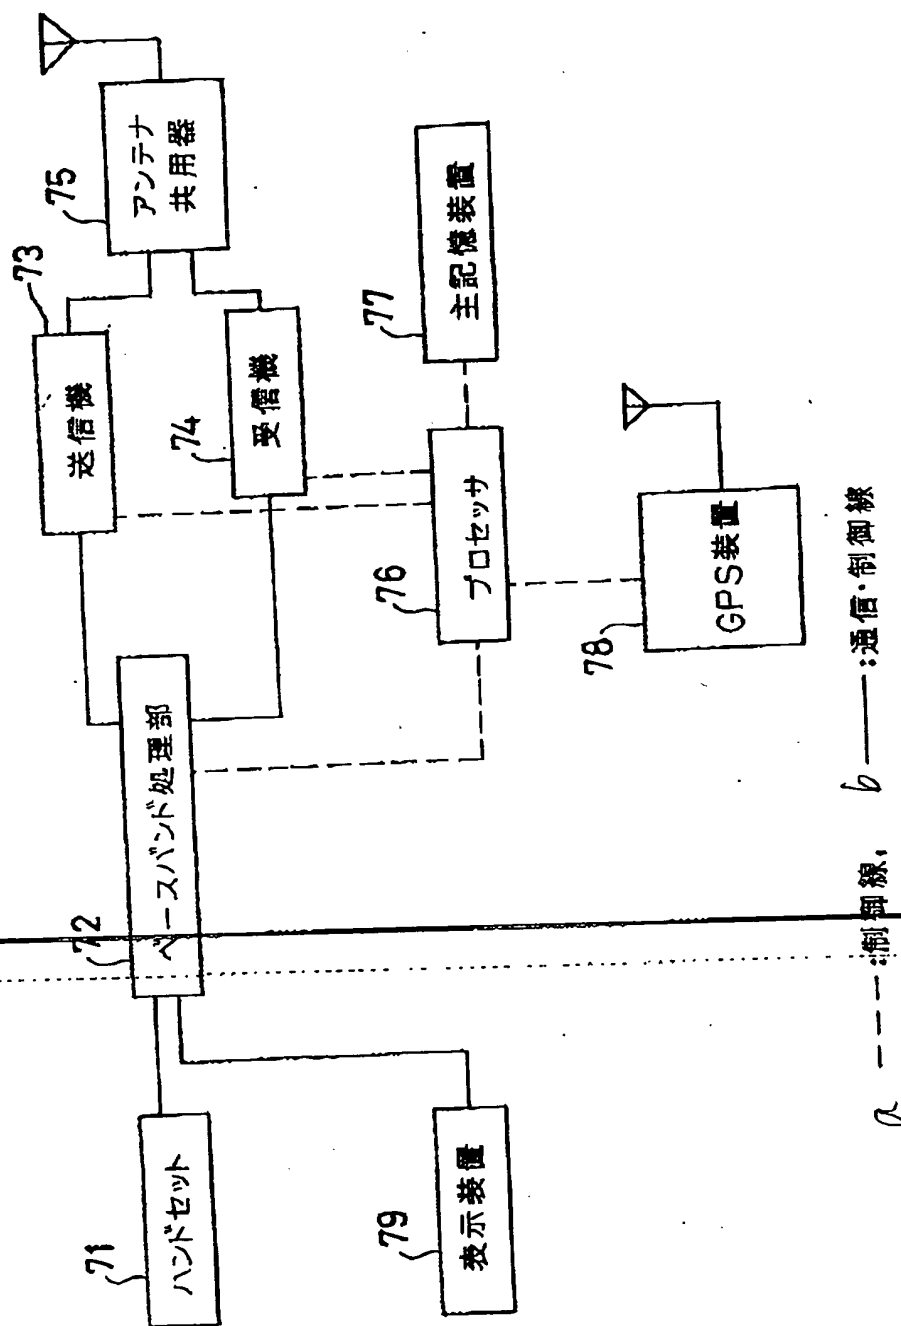 73
送信機
75
アンテナ
共用器
72
ベースバンド処理部
74
受信機
71
ハンドセット
76
プロセッサ
77
主記憶装置
79
表示装置
78
GPS装置
a ----:制御線, b ——:通信・制御線